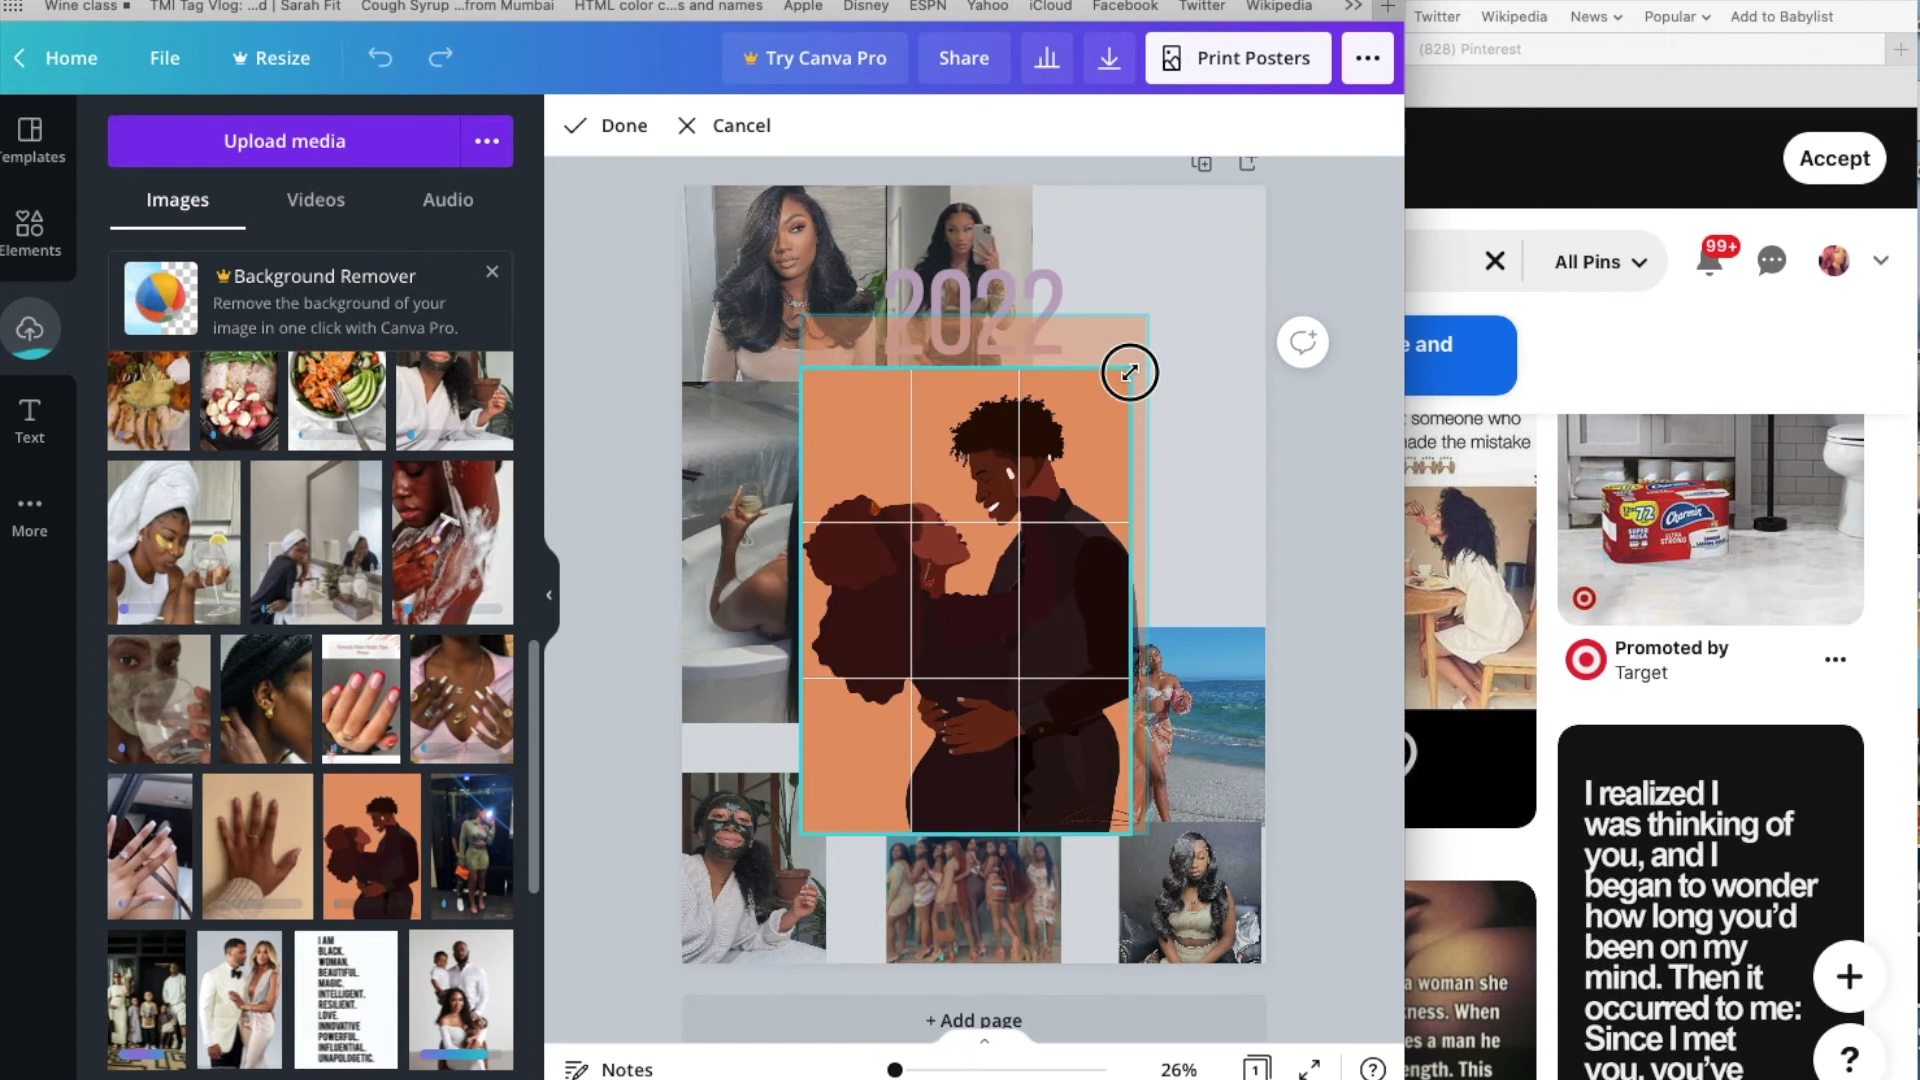 Wine class
TMI Tag Vlog: ...d | Sarah Fit
Cough Syrup ...from Mumbai
HTML color c...s and names
Apple
Disney
ESPN
Yahoo
iCloud
Facebook
Twitter
Wikipedia
Twitter
Wikipedia
News
Popular
Add to Babylist
(828) Pinterest
Home
File
Resize
Try Canva Pro
Share
Print Posters
Done
Cancel
Accept
Templates
Elements
Text
More
Upload media
Images
Videos
Audio
Background Remover
Remove the background of your
image in one click with Canva Pro.
I AM
BLACK.
WOMAN.
BEAUTIFUL.
MAGIC.
INTELLIGENT.
RESILIENT.
LOVE.
INNOVATIVE
POWERFUL.
INFLUENTIAL.
UNAPOLOGETIC.
2022
+ Add page
Notes
26%
1
?
All Pins
99+
e and
someone who
ade the mistake
72
Charmin
ULTRA
STRONG
Promoted by
Target
a woman she
ness. When
es a man he
ength. This
I realized I
was thinking of
you, and I
began to wonder
how long you'd
been on my
mind. Then it
occurred to me:
Since I met
you, you've
?